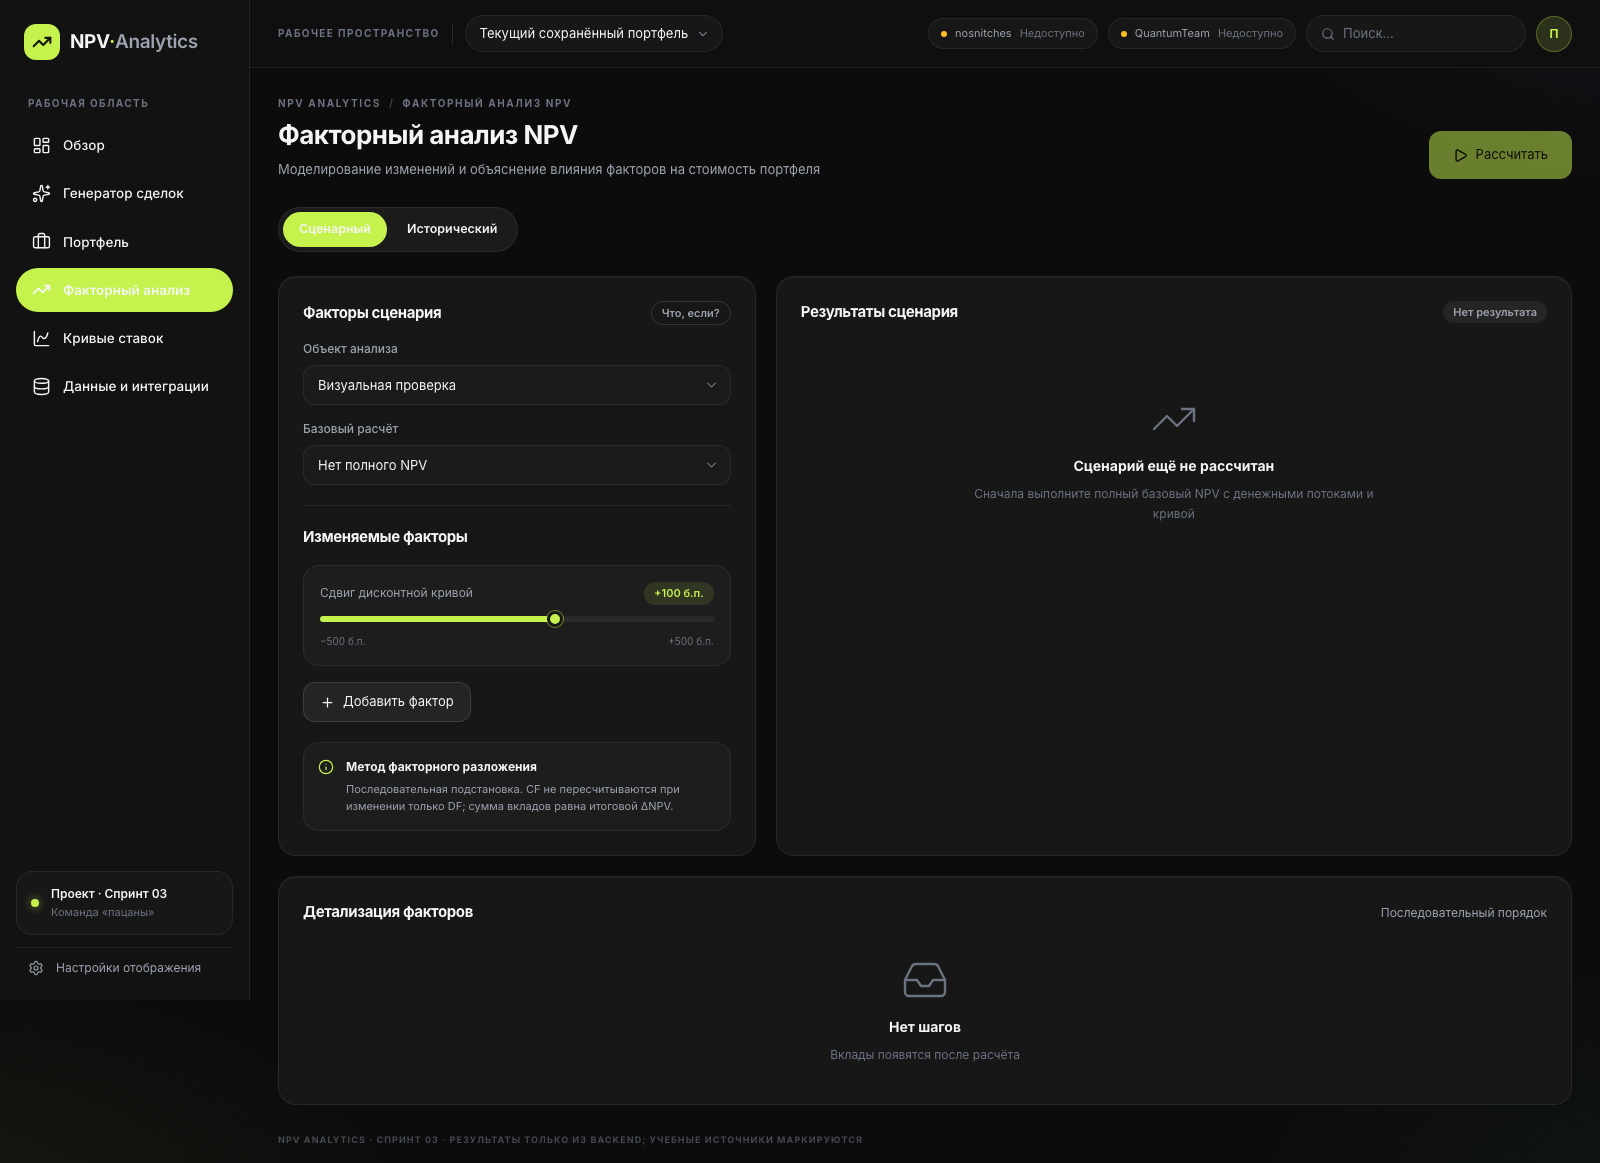 NPV·Analytics
РАБОЧЕЕ ПРОСТРАНСТВО
Текущий сохранённый портфель
nosnitches Недоступно
QuantumTeam Недоступно
Поиск...
П
РАБОЧАЯ ОБЛАСТЬ
Обзор
Генератор сделок
Портфель
Факторный анализ
Кривые ставок
Данные и интеграции
Проект · Спринт 03
Команда «пацаны»
Настройки отображения
NPV ANALYTICS / ФАКТОРНЫЙ АНАЛИЗ NPV
Факторный анализ NPV
Моделирование изменений и объяснение влияния факторов на стоимость портфеля
Рассчитать
Сценарный
Исторический
Факторы сценария
Что, если?
Объект анализа
Визуальная проверка
Базовый расчёт
Нет полного NPV
Изменяемые факторы
Сдвиг дисконтной кривой
+100 б.п.
−500 б.п.
+500 б.п.
Добавить фактор
Метод факторного разложения
Последовательная подстановка. CF не пересчитываются при
изменении только DF; сумма вкладов равна итоговой ΔNPV.
Результаты сценария
Нет результата
Сценарий ещё не рассчитан
Сначала выполните полный базовый NPV с денежными потоками и
кривой
Детализация факторов
Последовательный порядок
Нет шагов
Вклады появятся после расчёта
NPV ANALYTICS · СПРИНТ 03 · РЕЗУЛЬТАТЫ ТОЛЬКО ИЗ BACKEND; УЧЕБНЫЕ ИСТОЧНИКИ МАРКИРУЮТСЯ